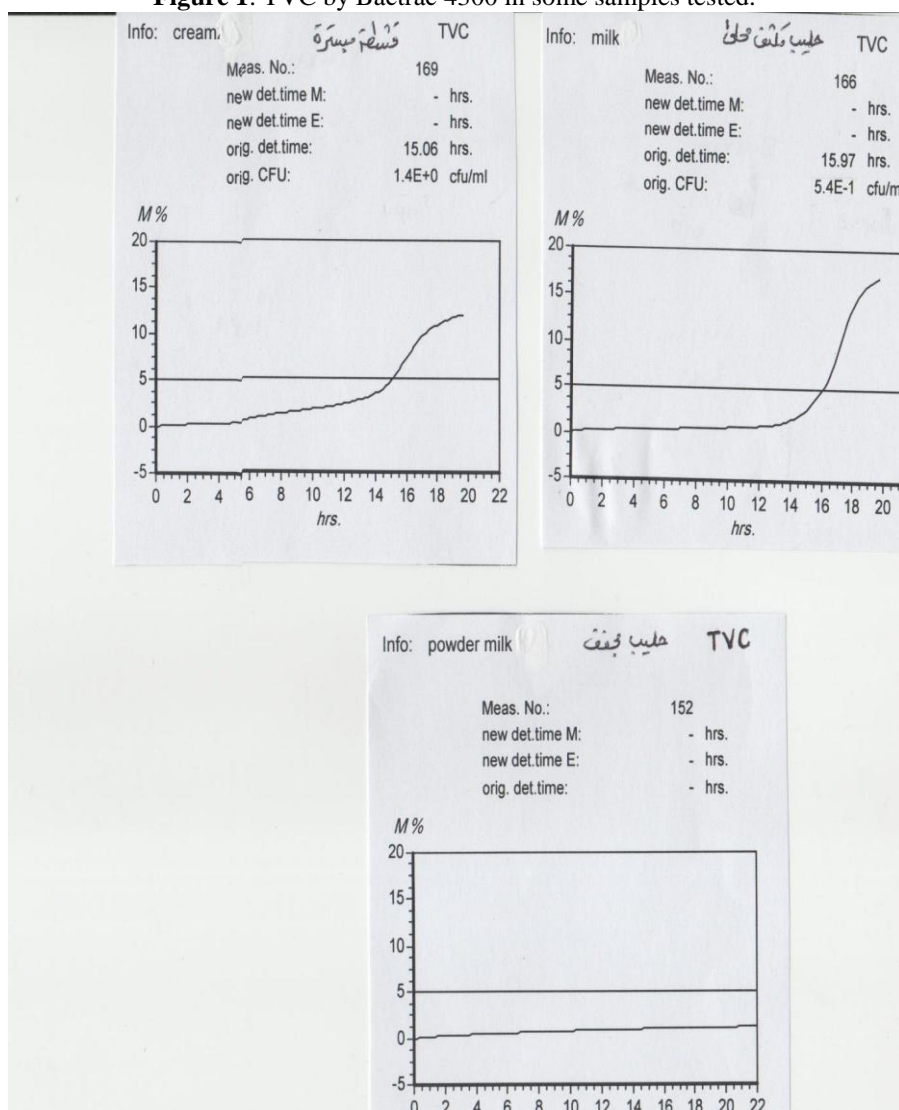 Figure 1. TVC by Bactrac 4300 in some samples tested.
Info: cream. قشطة مبسترة TVC
Meas. No.: 169
new det.time M: - hrs.
new det.time E: - hrs.
orig. det.time: 15.06 hrs.
orig. CFU: 1.4E+0 cfu/ml
M%
20
15
10
5
0
-5
0 2 4 6 8 10 12 14 16 18 20 22
hrs.
Info: milk حليب مكثف محلى TVC
Meas. No.: 166
new det.time M: - hrs.
new det.time E: - hrs.
orig. det.time: 15.97 hrs.
orig. CFU: 5.4E-1 cfu/m
M%
20
15
10
5
0
-5
0 2 4 6 8 10 12 14 16 18 20
hrs.
Info: powder milk حليب مجفف TVC
Meas. No.: 152
new det.time M: - hrs.
new det.time E: - hrs.
orig. det.time: - hrs.
M%
20
15
10
5
0
-5
0 2 4 6 8 10 12 14 16 18 20 22